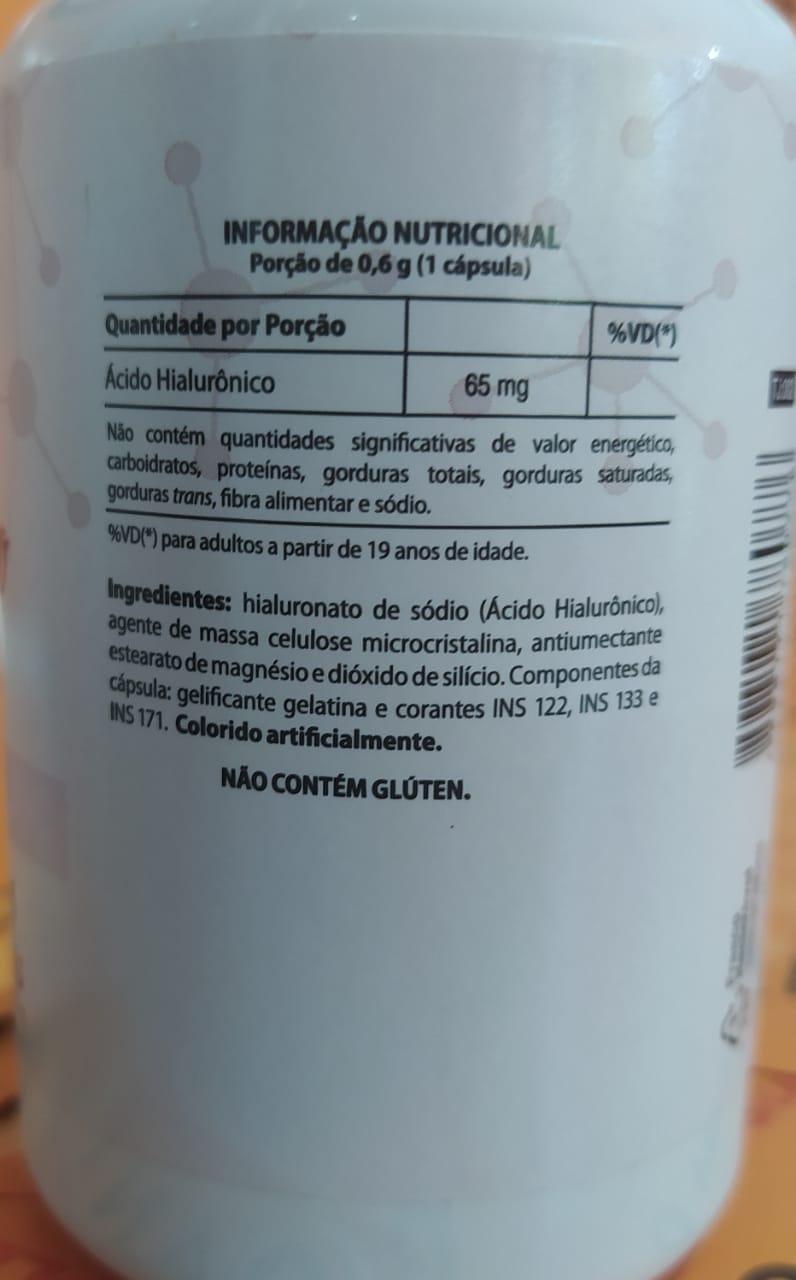 INFORMAÇÃO NUTRICIONAL
Porção de 0,6 g (1 cápsula)
Quantidade por Porção %VD(*)
Ácido Hialurônico 65 mg
Não contém quantidades significativas de valor energético,
carboidratos, proteínas, gorduras totais, gorduras saturadas,
gorduras trans, fibra alimentar e sódio.
%VD(*) para adultos a partir de 19 anos de idade.
Ingredientes: hialuronato de sódio (Ácido Hialurônico),
agente de massa celulose microcristalina, antiumectante
estearato de magnésio e dióxido de silício. Componentes da
cápsula: gelificante gelatina e corantes INS 122, INS 133 e
INS 171. Colorido artificialmente.
NÃO CONTÉM GLÚTEN.